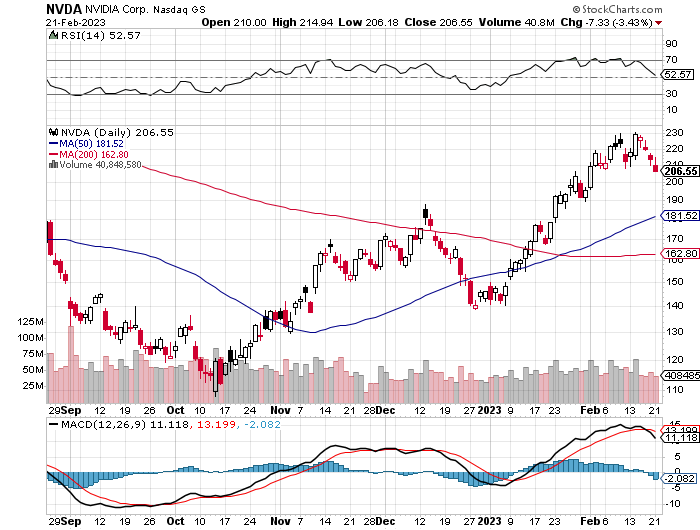 NVDA NVIDIA Corp. Nasdaq GS © StockCharts.com
21-Feb-2023 Open 210.00 High 214.94 Low 206.18 Close 206.55 Volume 40.8M Chg -7.33 (-3.43%)
RSI(14) 52.57
90
70
52.57
30
10
NVDA (Daily) 206.55
MA(50) 181.52
MA(200) 162.80
Volume 40,848,580
230
220
210
206.55
200
190
181.52
170
162.80
160
150
140
130
120
110
125M
100M
75M
50M
25M
408485
29 Sep 12 19 26 Oct 10 17 24 Nov 7 14 21 28 Dec 12 19 27 2023 9 17 23 Feb 6 13 21
MACD(12,26,9) 11.118, 13.199, -2.082
15
13.199
11.118
5
0
-2.082
-5
-10
29 Sep 12 19 26 Oct 10 17 24 Nov 7 14 21 28 Dec 12 19 27 2023 9 17 23 Feb 6 13 21